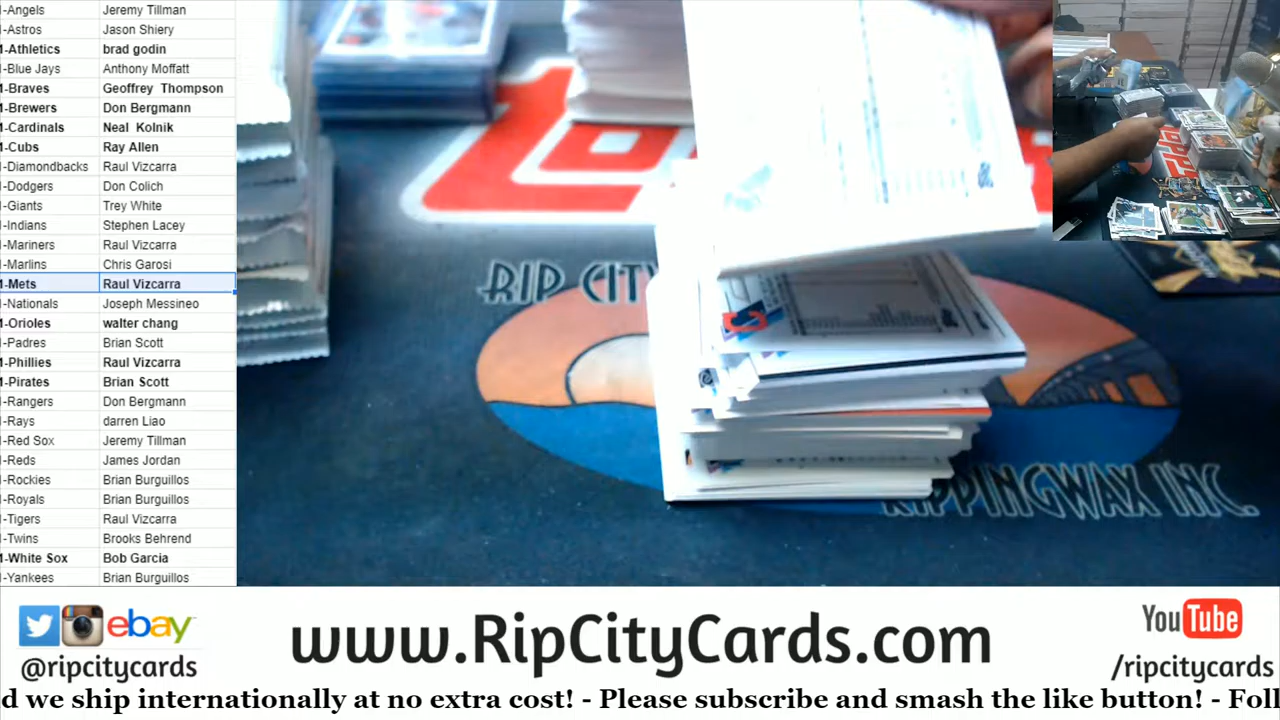 -Angels Jeremy Tillman
-Astros Jason Shiery
-Athletics brad godin
-Blue Jays Anthony Moffatt
-Braves Geoffrey Thompson
-Brewers Don Bergmann
-Cardinals Neal Kolnik
-Cubs Ray Allen
-Diamondbacks Raul Vizcarra
-Dodgers Don Colich
-Giants Trey White
-Indians Stephen Lacey
-Mariners Raul Vizcarra
-Marlins Chris Garosi
-Mets Raul Vizcarra
-Nationals Joseph Messineo
-Orioles walter chang
-Padres Brian Scott
-Phillies Raul Vizcarra
-Pirates Brian Scott
-Rangers Don Bergmann
-Rays darren Liao
-Red Sox Jeremy Tillman
-Reds James Jordan
-Rockies Brian Burguillos
-Royals Brian Burguillos
-Tigers Raul Vizcarra
-Twins Brooks Behrend
-White Sox Bob Garcia
-Yankees Brian Burguillos
RIP CITY
RIPPINGWAX INC.
ebay
@ripcitycards
www.RipCityCards.com
YouTube
/ripcitycards
d we ship internationally at no extra cost! - Please subscribe and smash the like button! - Foll